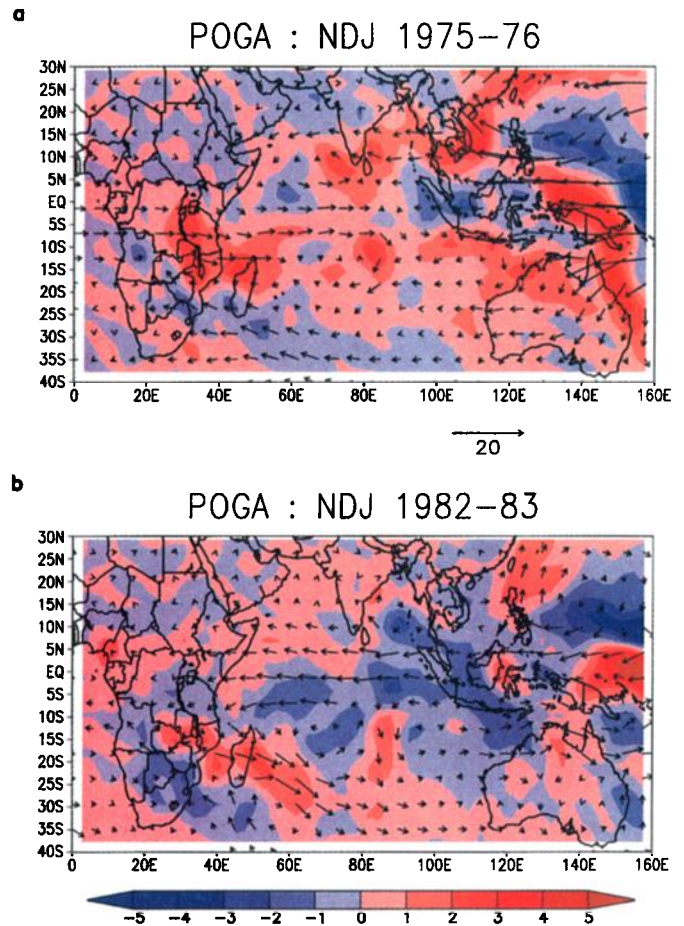 a
POGA : NDJ 1975-76
30N
25N
20N
15N
10N
5N
EQ
5S
10S
15S
20S
25S
30S
35S
40S
0 20E 40E 60E 80E 100E 120E 140E 160E
20
b
POGA : NDJ 1982-83
30N
25N
20N
15N
10N
5N
EQ
5S
10S
15S
20S
25S
30S
35S
40S
0 20E 40E 60E 80E 100E 120E 140E 160E
-5 -4 -3 -2 -1 0 1 2 3 4 5